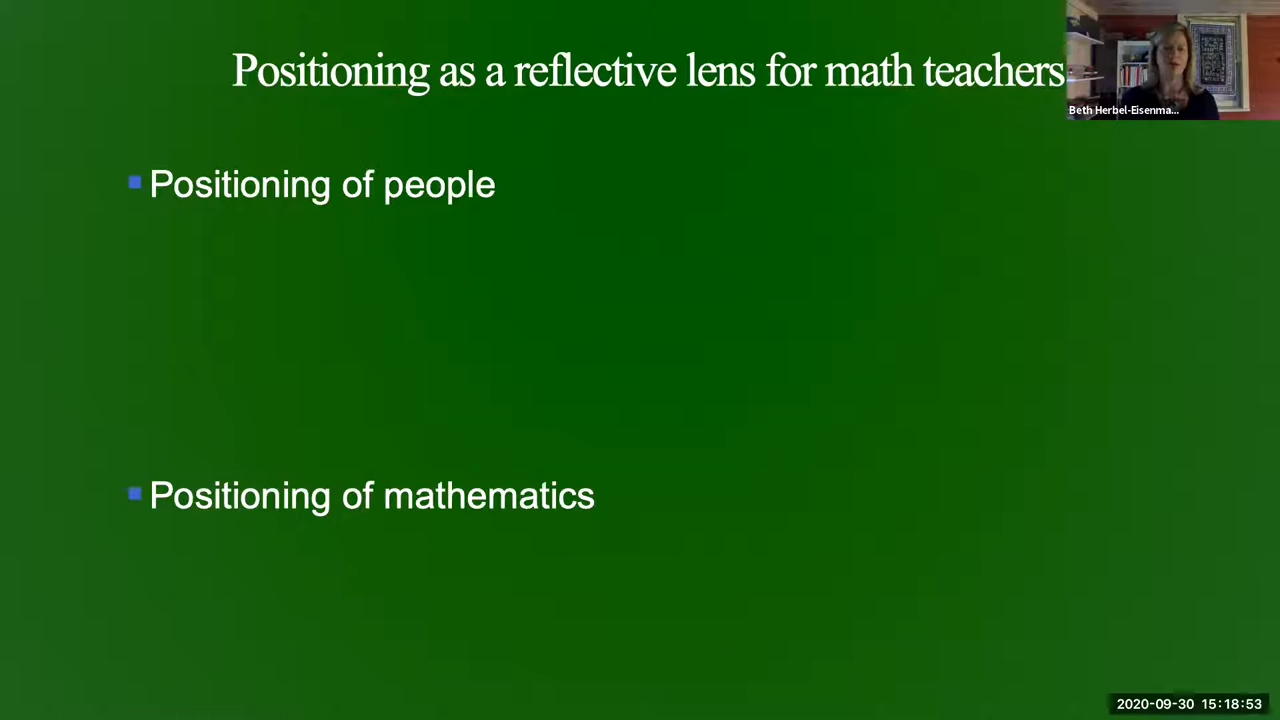 Positioning as a reflective lens for math teachers
Beth Herbel-Eisenma...
Positioning of people
Positioning of mathematics
2020-09-30 15:18:53